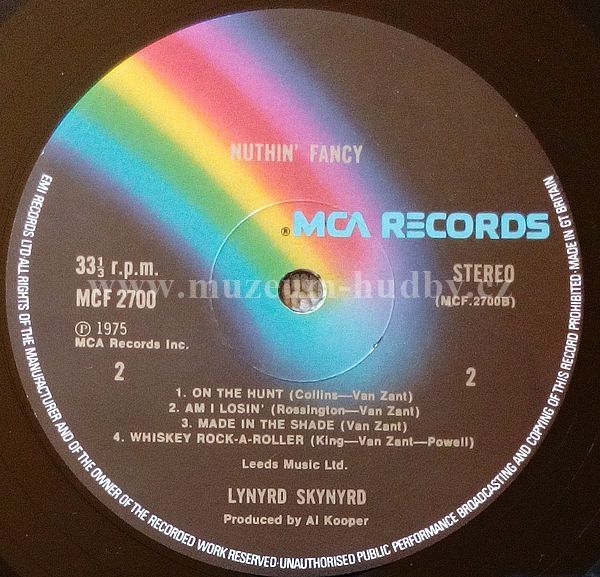 NUTHIN' FANCY
® MCA RECORDS
33⅓ r.p.m.
MCF 2700
℗ 1975
MCA Records Inc.
2
STEREO
(MCF.2700B)
2
1. ON THE HUNT (Collins—Van Zant)
2. AM I LOSIN' (Rossington—Van Zant)
3. MADE IN THE SHADE (Van Zant)
4. WHISKEY ROCK-A-ROLLER (King—Van Zant—Powell)
Leeds Music Ltd.
LYNYRD SKYNYRD
Produced by Al Kooper
EMI RECORDS LTD·ALL RIGHTS OF THE MANUFACTURER AND OF THE OWNER OF THE RECORDED WORK RESERVED·UNAUTHORISED PUBLIC PERFORMANCE BROADCASTING AND COPYING OF THIS RECORD PROHIBITED·MADE IN GT BRITAIN
www.muzeum-hudby.cz